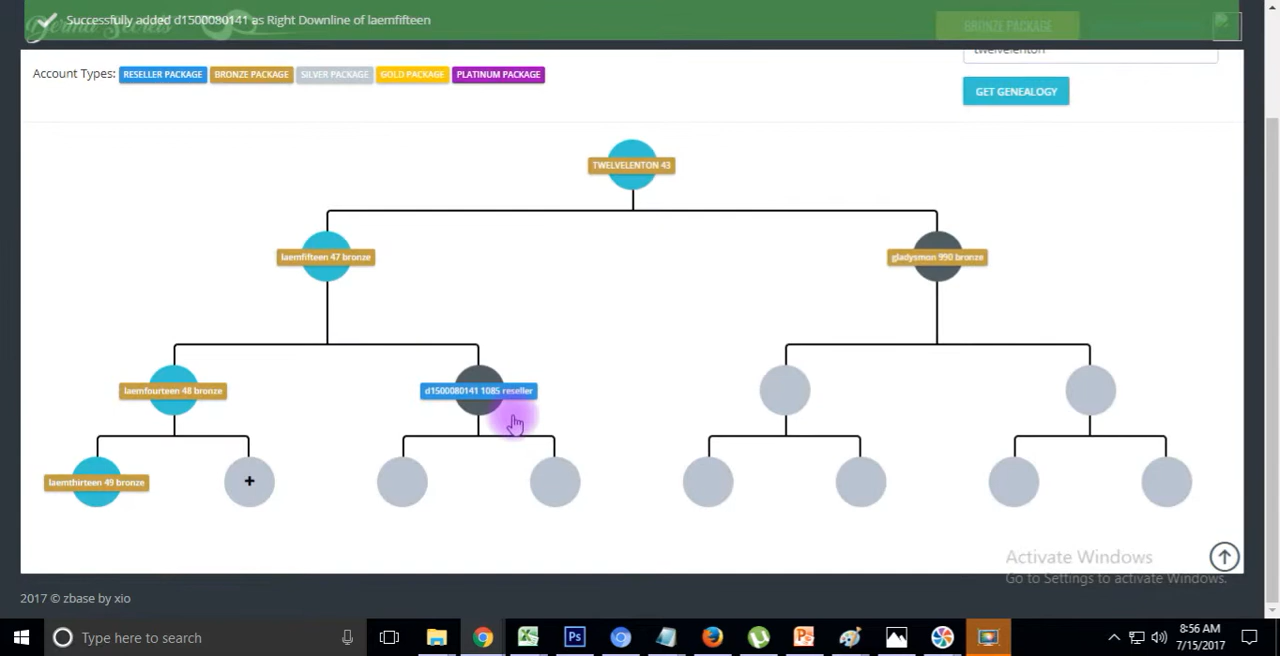 Successfully added d1500080141 as Right Downline of laemfifteen
BRONZE PACKAGE
twelvelenton
Account Types: RESELLER PACKAGE BRONZE PACKAGE SILVER PACKAGE GOLD PACKAGE PLATINUM PACKAGE
GET GENEALOGY
TWELVELENTON 43
laemfifteen 47 bronze
gladysmon 990 bronze
laemfourteen 48 bronze
d1500080141 1085 reseller
laemthirteen 49 bronze
+
Activate Windows
Go to Settings to activate Windows.
2017 © zbase by xio
Type here to search
8:56 AM
7/15/2017